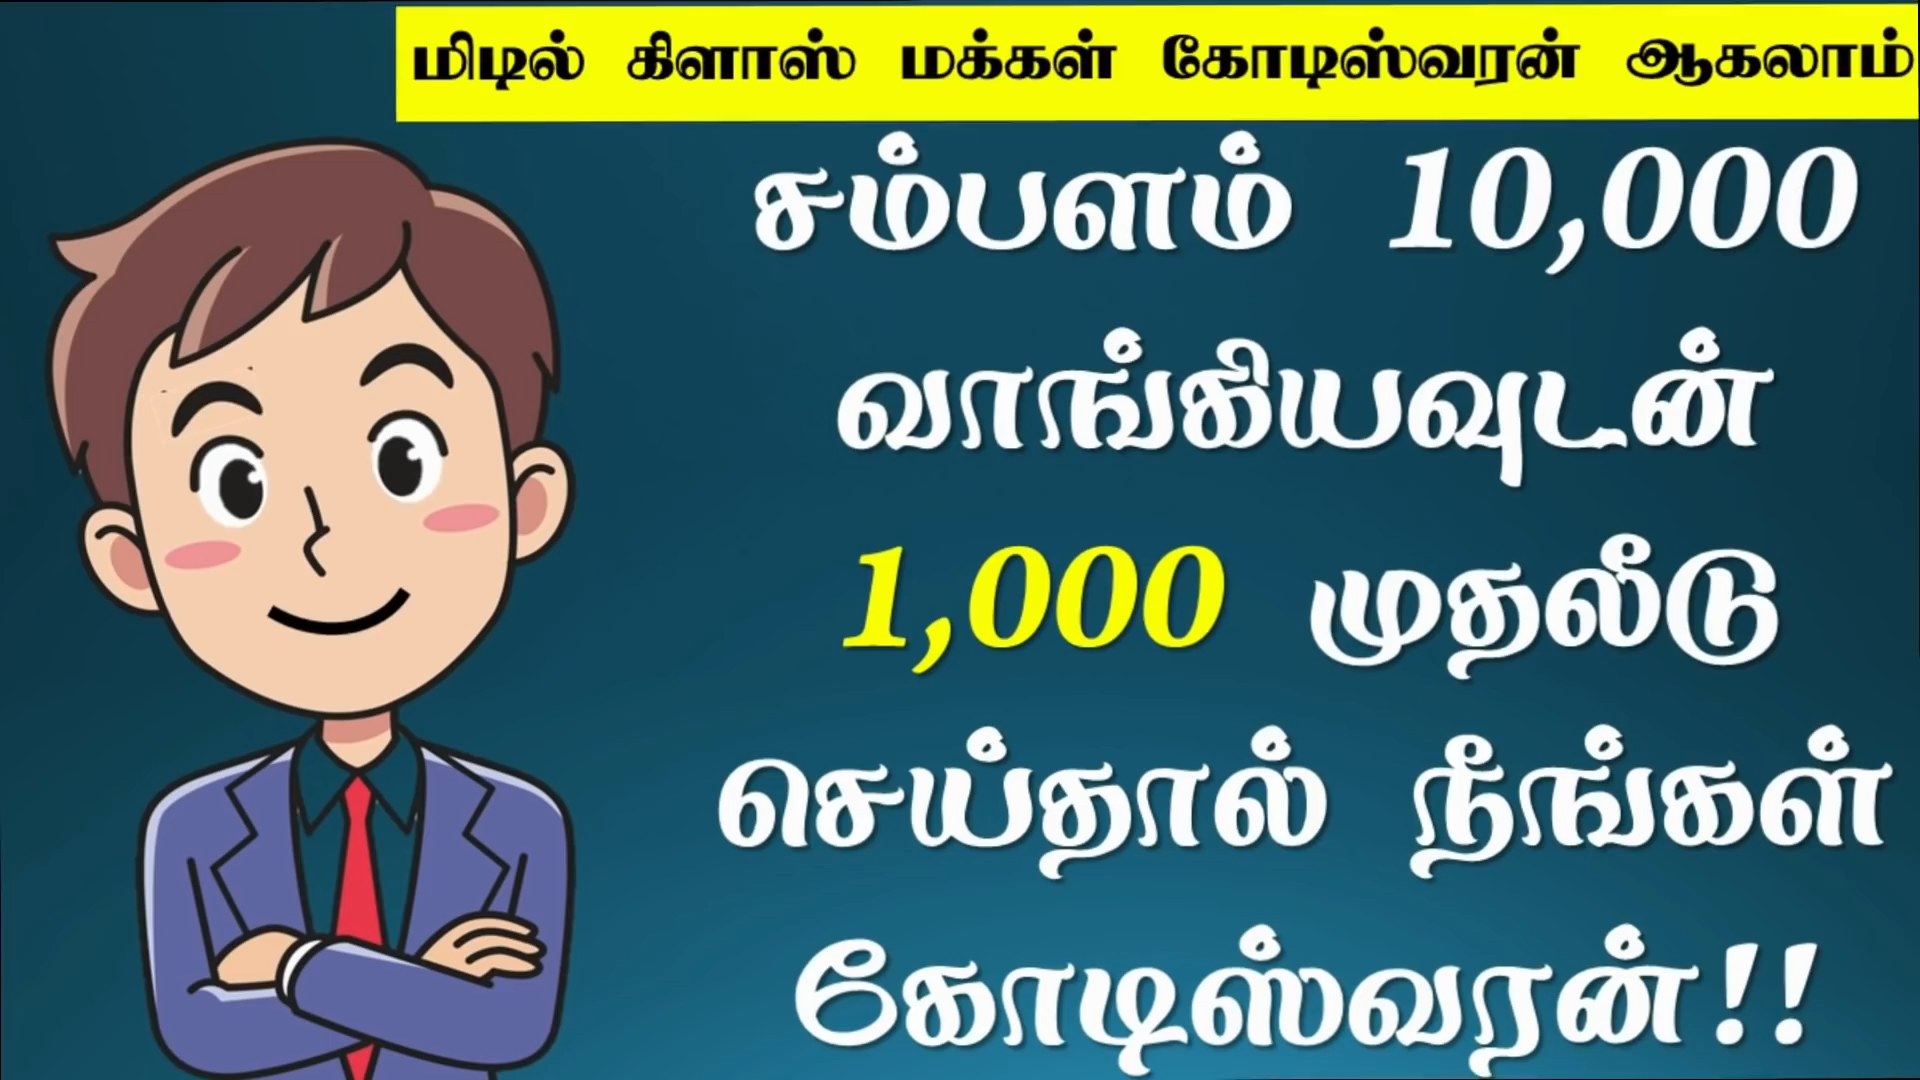 மிடில் கிளாஸ் மக்கள் கோடிஸ்வரன் ஆகலாம்
சம்பளம் 10,000
வாங்கியவுடன்
1,000 முதலீடு
செய்தால் நீங்கள்
கோடிஸ்வரன்!!